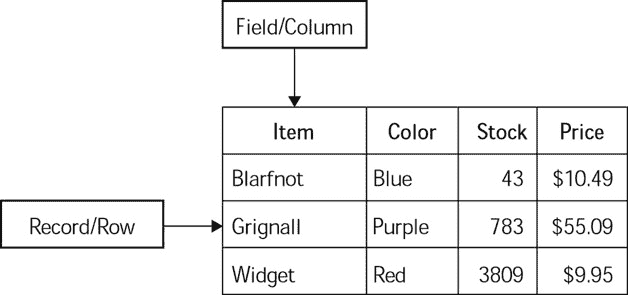 Field/Column
Item Color Stock Price
Blarfnot Blue 43 $10.49
Record/Row Grignall Purple 783 $55.09
Widget Red 3809 $9.95